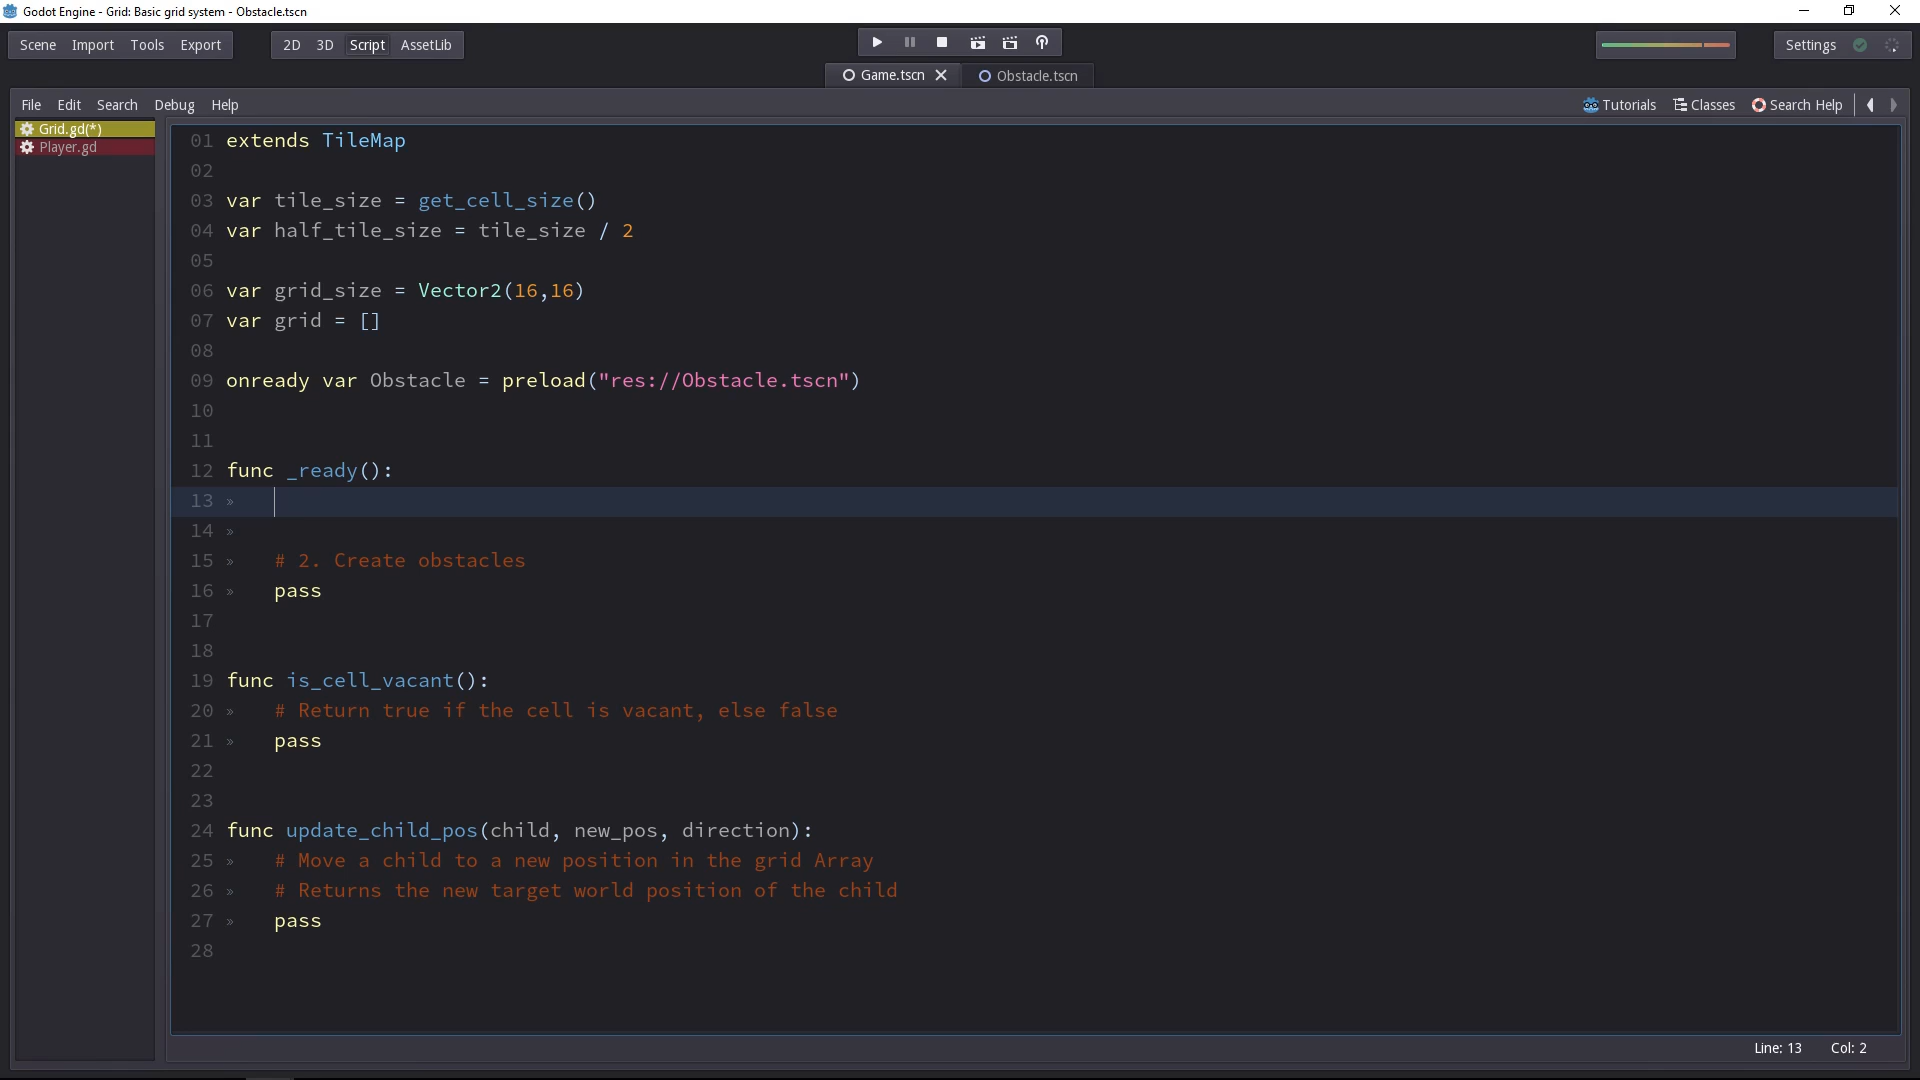 Godot Engine - Grid: Basic grid system - Obstacle.tscn
Scene Import Tools Export 2D 3D Script AssetLib Settings
Game.tscn Obstacle.tscn
File Edit Search Debug Help Tutorials Classes Search Help
Grid.gd(*)
Player.gd
01 extends TileMap
02
03 var tile_size = get_cell_size()
04 var half_tile_size = tile_size / 2
05
06 var grid_size = Vector2(16,16)
07 var grid = []
08
09 onready var Obstacle = preload("res://Obstacle.tscn")
10
11
12 func _ready():
13 »
14 »
15 » # 2. Create obstacles
16 » pass
17
18
19 func is_cell_vacant():
20 » # Return true if the cell is vacant, else false
21 » pass
22
23
24 func update_child_pos(child, new_pos, direction):
25 » # Move a child to a new position in the grid Array
26 » # Returns the new target world position of the child
27 » pass
28
Line: 13 Col: 2